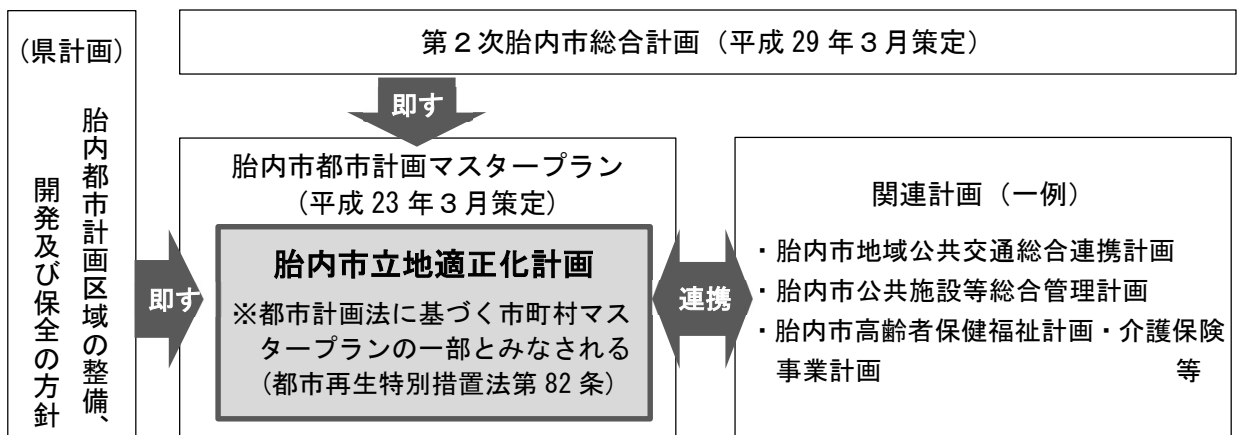 (県計画)
胎内都市計画区域の整備、
開発及び保全の方針
第2次胎内市総合計画（平成 29 年3月策定）
即す
胎内市都市計画マスタープラン
(平成 23 年3月策定)
即す
胎内市立地適正化計画
※都市計画法に基づく市町村マス
タープランの一部とみなされる
（都市再生特別措置法第 82 条）
連携
関連計画（一例）
・胎内市地域公共交通総合連携計画
・胎内市公共施設等総合管理計画
・胎内市高齢者保健福祉計画・介護保険
事業計画 等